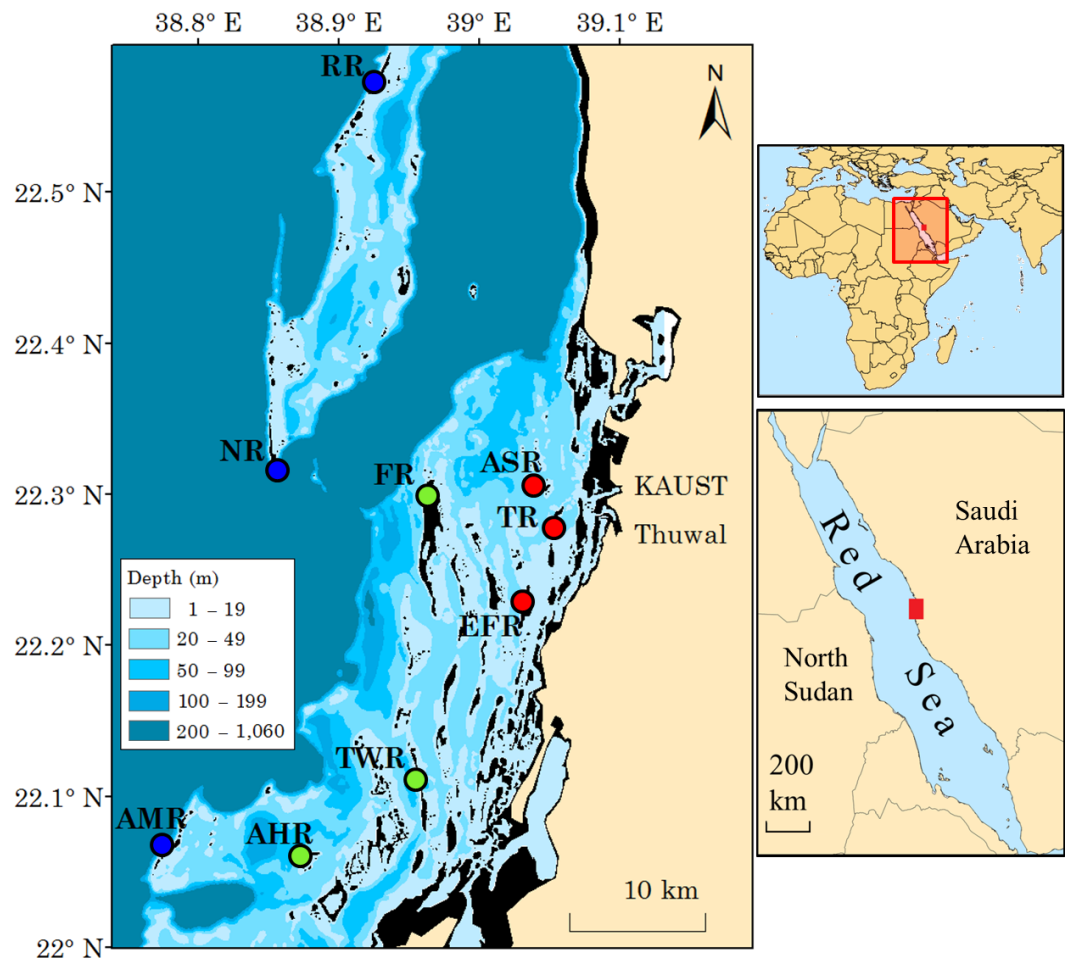 38.8° E 38.9° E 39° E 39.1° E
RR
N
22.5° N
22.4° N
NR
FR
ASR
KAUST
22.3° N
TR
Thuwal
Depth (m)
1 – 19
20 – 49
50 – 99
100 – 199
200 – 1,060
EFR
22.2° N
TWR
22.1° N
AMR
AHR
10 km
22° N
Red
Sea
Saudi
Arabia
North
Sudan
200
km